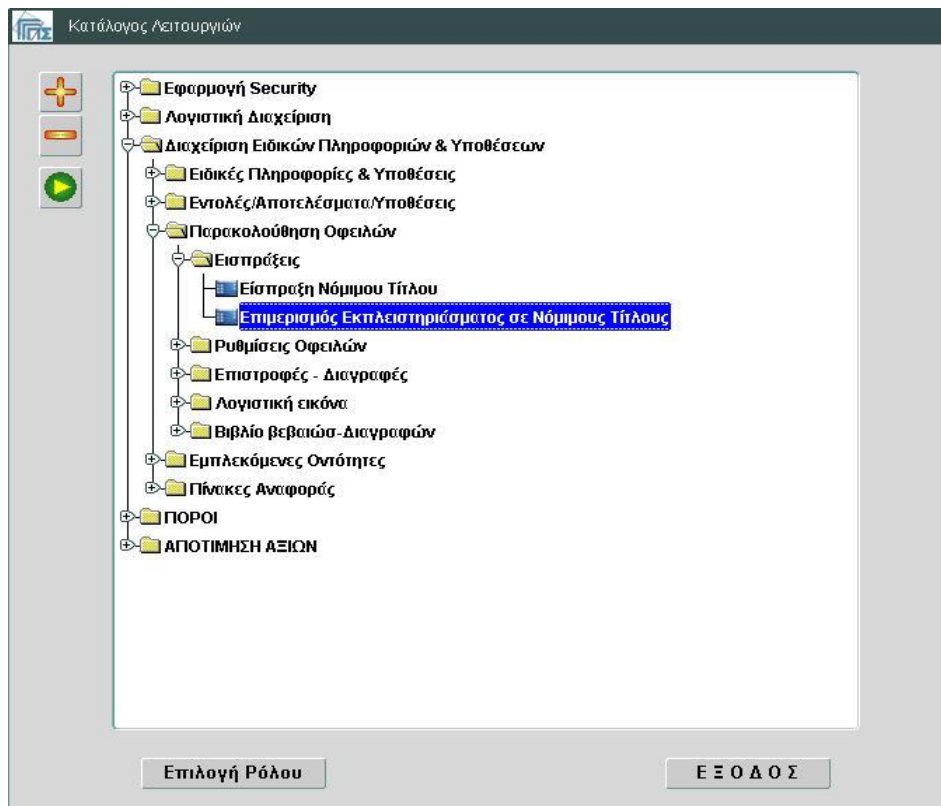 Κατάλογος Λειτουργιών
Εφαρμογή Security
Λογιστική Διαχείριση
Διαχείριση Ειδικών Πληροφοριών & Υποθέσεων
Ειδικές Πληροφορίες & Υποθέσεις
Εντολές/Αποτελέσματα/Υποθέσεις
Παρακολούθηση Οφειλών
Εισπράξεις
Είσπραξη Νόμιμου Τίτλου
Επιμερισμός Εκπλειστηριάσματος σε Νόμιμους Τίτλους
Ρυθμίσεις Οφειλών
Επιστροφές - Διαγραφές
Λογιστική εικόνα
Βιβλίο βεβαιώσ-Διαγραφών
Εμπλεκόμενες Οντότητες
Πίνακες Αναφοράς
ΠΟΡΟΙ
ΑΠΟΤΙΜΗΣΗ ΑΞΙΩΝ
Επιλογή Ρόλου
Ε Ξ Ο Δ Ο Σ